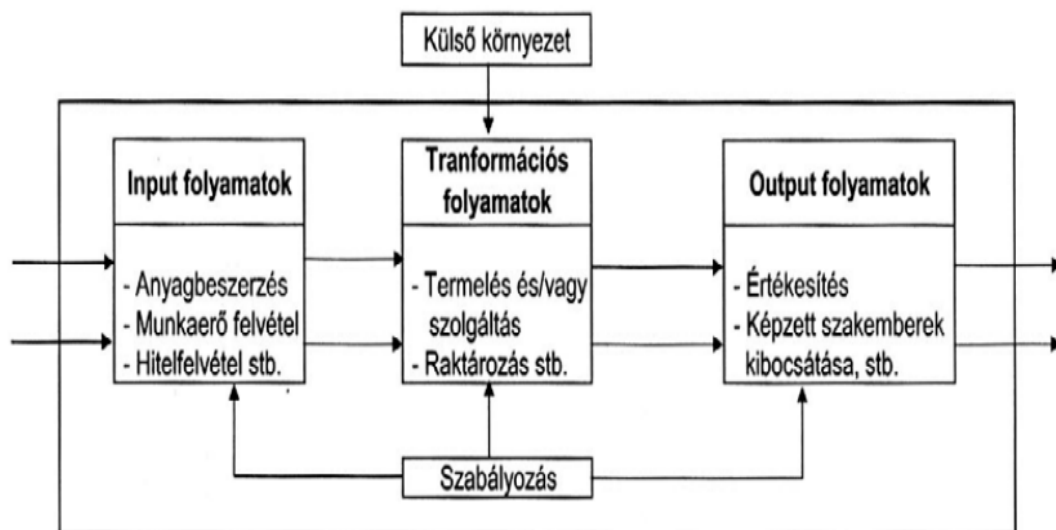 Külső környezet
Input folyamatok
- Anyagbeszerzés
- Munkaerő felvétel
- Hitelfelvétel stb.
Tranformációs
folyamatok
- Termelés és/vagy
szolgáltás
- Raktározás stb.
Output folyamatok
- Értékesítés
- Képzett szakemberek
kibocsátása, stb.
Szabályozás